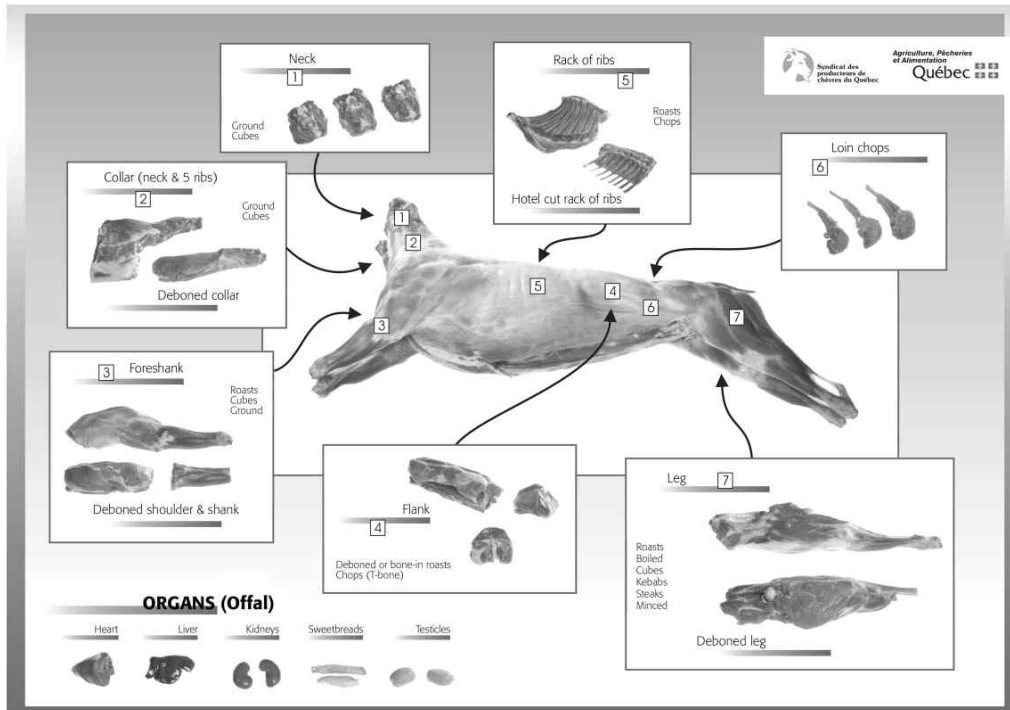 Neck
1
Ground
Cubes
Rack of ribs
5
Roasts
Chops
Hotel cut rack of ribs
Syndicat des
producteurs de
chèvres du Québec
Agriculture, Pêcheries
et Alimentation
Québec
Collar (neck & 5 ribs)
2
Ground
Cubes
Deboned collar
Loin chops
6
1
2
3
5
4
6
7
3
Foreshank
Roasts
Cubes
Ground
Deboned shoulder & shank
Flank
4
Deboned or bone-in roasts
Chops (T-bone)
Leg
7
Roasts
Boiled
Cubes
Kebabs
Steaks
Minced
Deboned leg
ORGANS (Offal)
Heart
Liver
Kidneys
Sweetbreads
Testicles